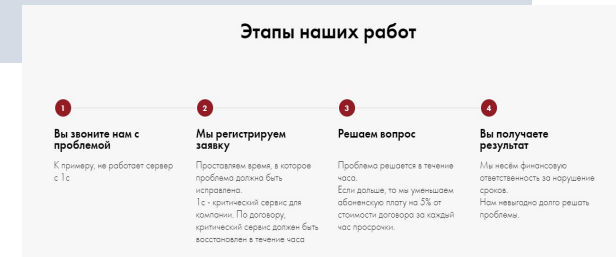 Этапы наших работ
1
2
3
4
Вы звоните нам с
проблемой
К примеру, не работает сервер
с 1с
Мы регистрируем
заявку
Проставляем время, в которое
проблема должна быть
исправлена.
1с - критический сервис для
компании. По договору,
критический сервис должен быть
восстановлен в течение часа
Решаем вопрос
Проблема решается в течение
часа.
Если дольше, то мы уменьшаем
абонентскую плату на 5% от
стоимости договора за каждый
час просрочки.
Вы получаете
результат
Мы несём финансовую
ответственность за нарушение
сроков.
Нам невыгодно долго решать
проблемы.